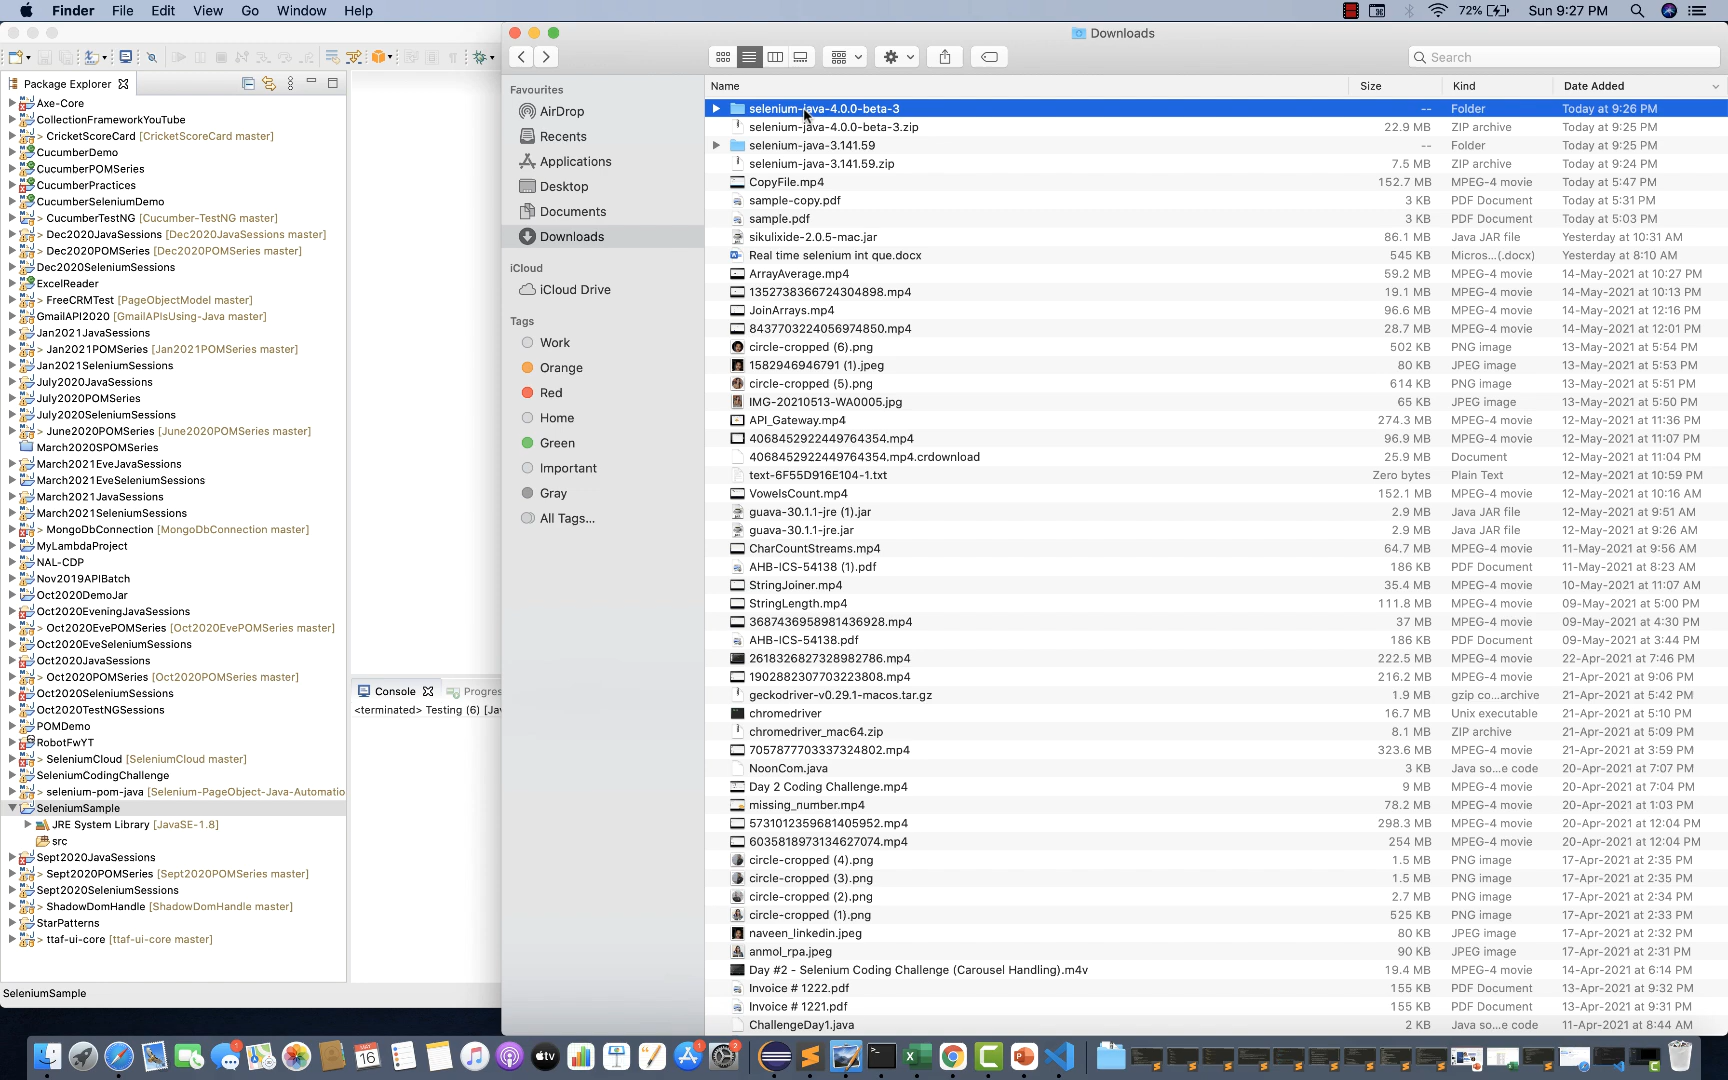 Finder File Edit View Go Window Help 72% Sun 9:27 PM
Downloads
Search
Package Explorer
Axe-Core
CollectionFrameworkYouTube
> CricketScoreCard [CricketScoreCard master]
CucumberDemo
CucumberPOMSeries
CucumberPractices
CucumberSeleniumDemo
> CucumberTestNG [Cucumber-TestNG master]
> Dec2020JavaSessions [Dec2020JavaSessions master]
> Dec2020POMSeries [Dec2020POMSeries master]
Dec2020SeleniumSessions
ExcelReader
> FreeCRMTest [PageObjectModel master]
GmailAPI2020 [GmailAPIsUsing-Java master]
Jan2021JavaSessions
> Jan2021POMSeries [Jan2021POMSeries master]
Jan2021SeleniumSessions
July2020JavaSessions
July2020POMSeries
July2020SeleniumSessions
> June2020POMSeries [June2020POMSeries master]
March2020SPOMSeries
March2021EveJavaSessions
March2021EveSeleniumSessions
March2021JavaSessions
March2021SeleniumSessions
> MongoDbConnection [MongoDbConnection master]
MyLambdaProject
NAL-CDP
Nov2019APIBatch
Oct2020DemoJar
Oct2020EveningJavaSessions
> Oct2020EvePOMSeries [Oct2020EvePOMSeries master]
Oct2020EveSeleniumSessions
Oct2020JavaSessions
> Oct2020POMSeries [Oct2020POMSeries master]
Oct2020SeleniumSessions
Oct2020TestNGSessions
POMDemo
RobotFwYT
> SeleniumCloud [SeleniumCloud master]
SeleniumCodingChallenge
> selenium-pom-java [Selenium-PageObject-Java-Automatio
SeleniumSample
JRE System Library [JavaSE-1.8]
src
Sept2020JavaSessions
> Sept2020POMSeries [Sept2020POMSeries master]
Sept2020SeleniumSessions
> ShadowDomHandle [ShadowDomHandle master]
StarPatterns
> ttaf-ui-core [ttaf-ui-core master]
SeleniumSample
Console Progres
<terminated> Testing (6) [Jav
Favourites
AirDrop
Recents
Applications
Desktop
Documents
Downloads
iCloud
iCloud Drive
Tags
Work
Orange
Red
Home
Green
Important
Gray
All Tags...
Name Size Kind Date Added
selenium-java-4.0.0-beta-3 -- Folder Today at 9:26 PM
selenium-java-4.0.0-beta-3.zip 22.9 MB ZIP archive Today at 9:25 PM
selenium-java-3.141.59 -- Folder Today at 9:25 PM
selenium-java-3.141.59.zip 7.5 MB ZIP archive Today at 9:24 PM
CopyFile.mp4 152.7 MB MPEG-4 movie Today at 5:47 PM
sample-copy.pdf 3 KB PDF Document Today at 5:31 PM
sample.pdf 3 KB PDF Document Today at 5:03 PM
sikulixide-2.0.5-mac.jar 86.1 MB Java JAR file Yesterday at 10:31 AM
Real time selenium int que.docx 545 KB Micros...(.docx) Yesterday at 8:10 AM
ArrayAverage.mp4 59.2 MB MPEG-4 movie 14-May-2021 at 10:27 PM
1352738366724304898.mp4 19.1 MB MPEG-4 movie 14-May-2021 at 10:13 PM
JoinArrays.mp4 96.6 MB MPEG-4 movie 14-May-2021 at 12:16 PM
8437703224056974850.mp4 28.7 MB MPEG-4 movie 14-May-2021 at 12:01 PM
circle-cropped (6).png 502 KB PNG image 13-May-2021 at 5:54 PM
1582946946791 (1).jpeg 80 KB JPEG image 13-May-2021 at 5:53 PM
circle-cropped (5).png 614 KB PNG image 13-May-2021 at 5:51 PM
IMG-20210513-WA0005.jpg 65 KB JPEG image 13-May-2021 at 5:50 PM
API_Gateway.mp4 274.3 MB MPEG-4 movie 12-May-2021 at 11:36 PM
4068452922449764354.mp4 96.9 MB MPEG-4 movie 12-May-2021 at 11:07 PM
4068452922449764354.mp4.crdownload 25.9 MB Document 12-May-2021 at 11:04 PM
text-6F55D916E104-1.txt Zero bytes Plain Text 12-May-2021 at 10:59 PM
VowelsCount.mp4 152.1 MB MPEG-4 movie 12-May-2021 at 10:16 AM
guava-30.1.1-jre (1).jar 2.9 MB Java JAR file 12-May-2021 at 9:51 AM
guava-30.1.1-jre.jar 2.9 MB Java JAR file 12-May-2021 at 9:26 AM
CharCountStreams.mp4 64.7 MB MPEG-4 movie 11-May-2021 at 9:56 AM
AHB-ICS-54138 (1).pdf 186 KB PDF Document 11-May-2021 at 8:23 AM
StringJoiner.mp4 35.4 MB MPEG-4 movie 10-May-2021 at 11:07 AM
StringLength.mp4 111.8 MB MPEG-4 movie 09-May-2021 at 5:00 PM
3687436958981436928.mp4 37 MB MPEG-4 movie 09-May-2021 at 4:30 PM
AHB-ICS-54138.pdf 186 KB PDF Document 09-May-2021 at 3:44 PM
2618326827328982786.mp4 222.5 MB MPEG-4 movie 22-Apr-2021 at 7:46 PM
1902882307703223808.mp4 216.2 MB MPEG-4 movie 21-Apr-2021 at 9:06 PM
geckodriver-v0.29.1-macos.tar.gz 1.9 MB gzip co...archive 21-Apr-2021 at 5:42 PM
chromedriver 16.7 MB Unix executable 21-Apr-2021 at 5:10 PM
chromedriver_mac64.zip 8.1 MB ZIP archive 21-Apr-2021 at 5:09 PM
7057877703337324802.mp4 323.6 MB MPEG-4 movie 21-Apr-2021 at 3:59 PM
NoonCom.java 3 KB Java so...e code 20-Apr-2021 at 7:07 PM
Day 2 Coding Challenge.mp4 9 MB MPEG-4 movie 20-Apr-2021 at 7:04 PM
missing_number.mp4 78.2 MB MPEG-4 movie 20-Apr-2021 at 1:03 PM
5731012359681405952.mp4 298.3 MB MPEG-4 movie 20-Apr-2021 at 12:04 PM
6035818973134627074.mp4 254 MB MPEG-4 movie 20-Apr-2021 at 12:04 PM
circle-cropped (4).png 1.5 MB PNG image 17-Apr-2021 at 2:35 PM
circle-cropped (3).png 1.5 MB PNG image 17-Apr-2021 at 2:35 PM
circle-cropped (2).png 2.7 MB PNG image 17-Apr-2021 at 2:34 PM
circle-cropped (1).png 525 KB PNG image 17-Apr-2021 at 2:33 PM
naveen_linkedin.jpeg 80 KB JPEG image 17-Apr-2021 at 2:32 PM
anmol_rpa.jpeg 90 KB JPEG image 17-Apr-2021 at 2:31 PM
Day #2 - Selenium Coding Challenge (Carousel Handling).m4v 19.4 MB MPEG-4 movie 14-Apr-2021 at 6:14 PM
Invoice # 1222.pdf 155 KB PDF Document 13-Apr-2021 at 9:32 PM
Invoice # 1221.pdf 155 KB PDF Document 13-Apr-2021 at 9:31 PM
ChallengeDay1.java 2 KB Java so...e code 11-Apr-2021 at 8:44 AM